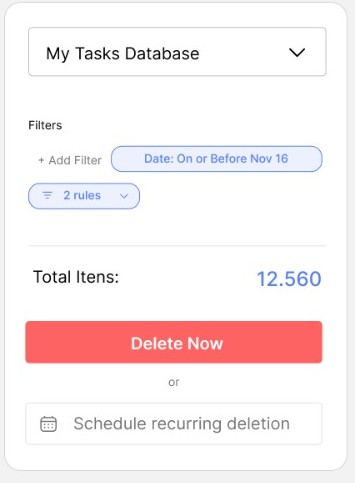 My Tasks Database
Filters
+ Add Filter Date: On or Before Nov 16
2 rules
Total Itens: 12.560
Delete Now
or
Schedule recurring deletion